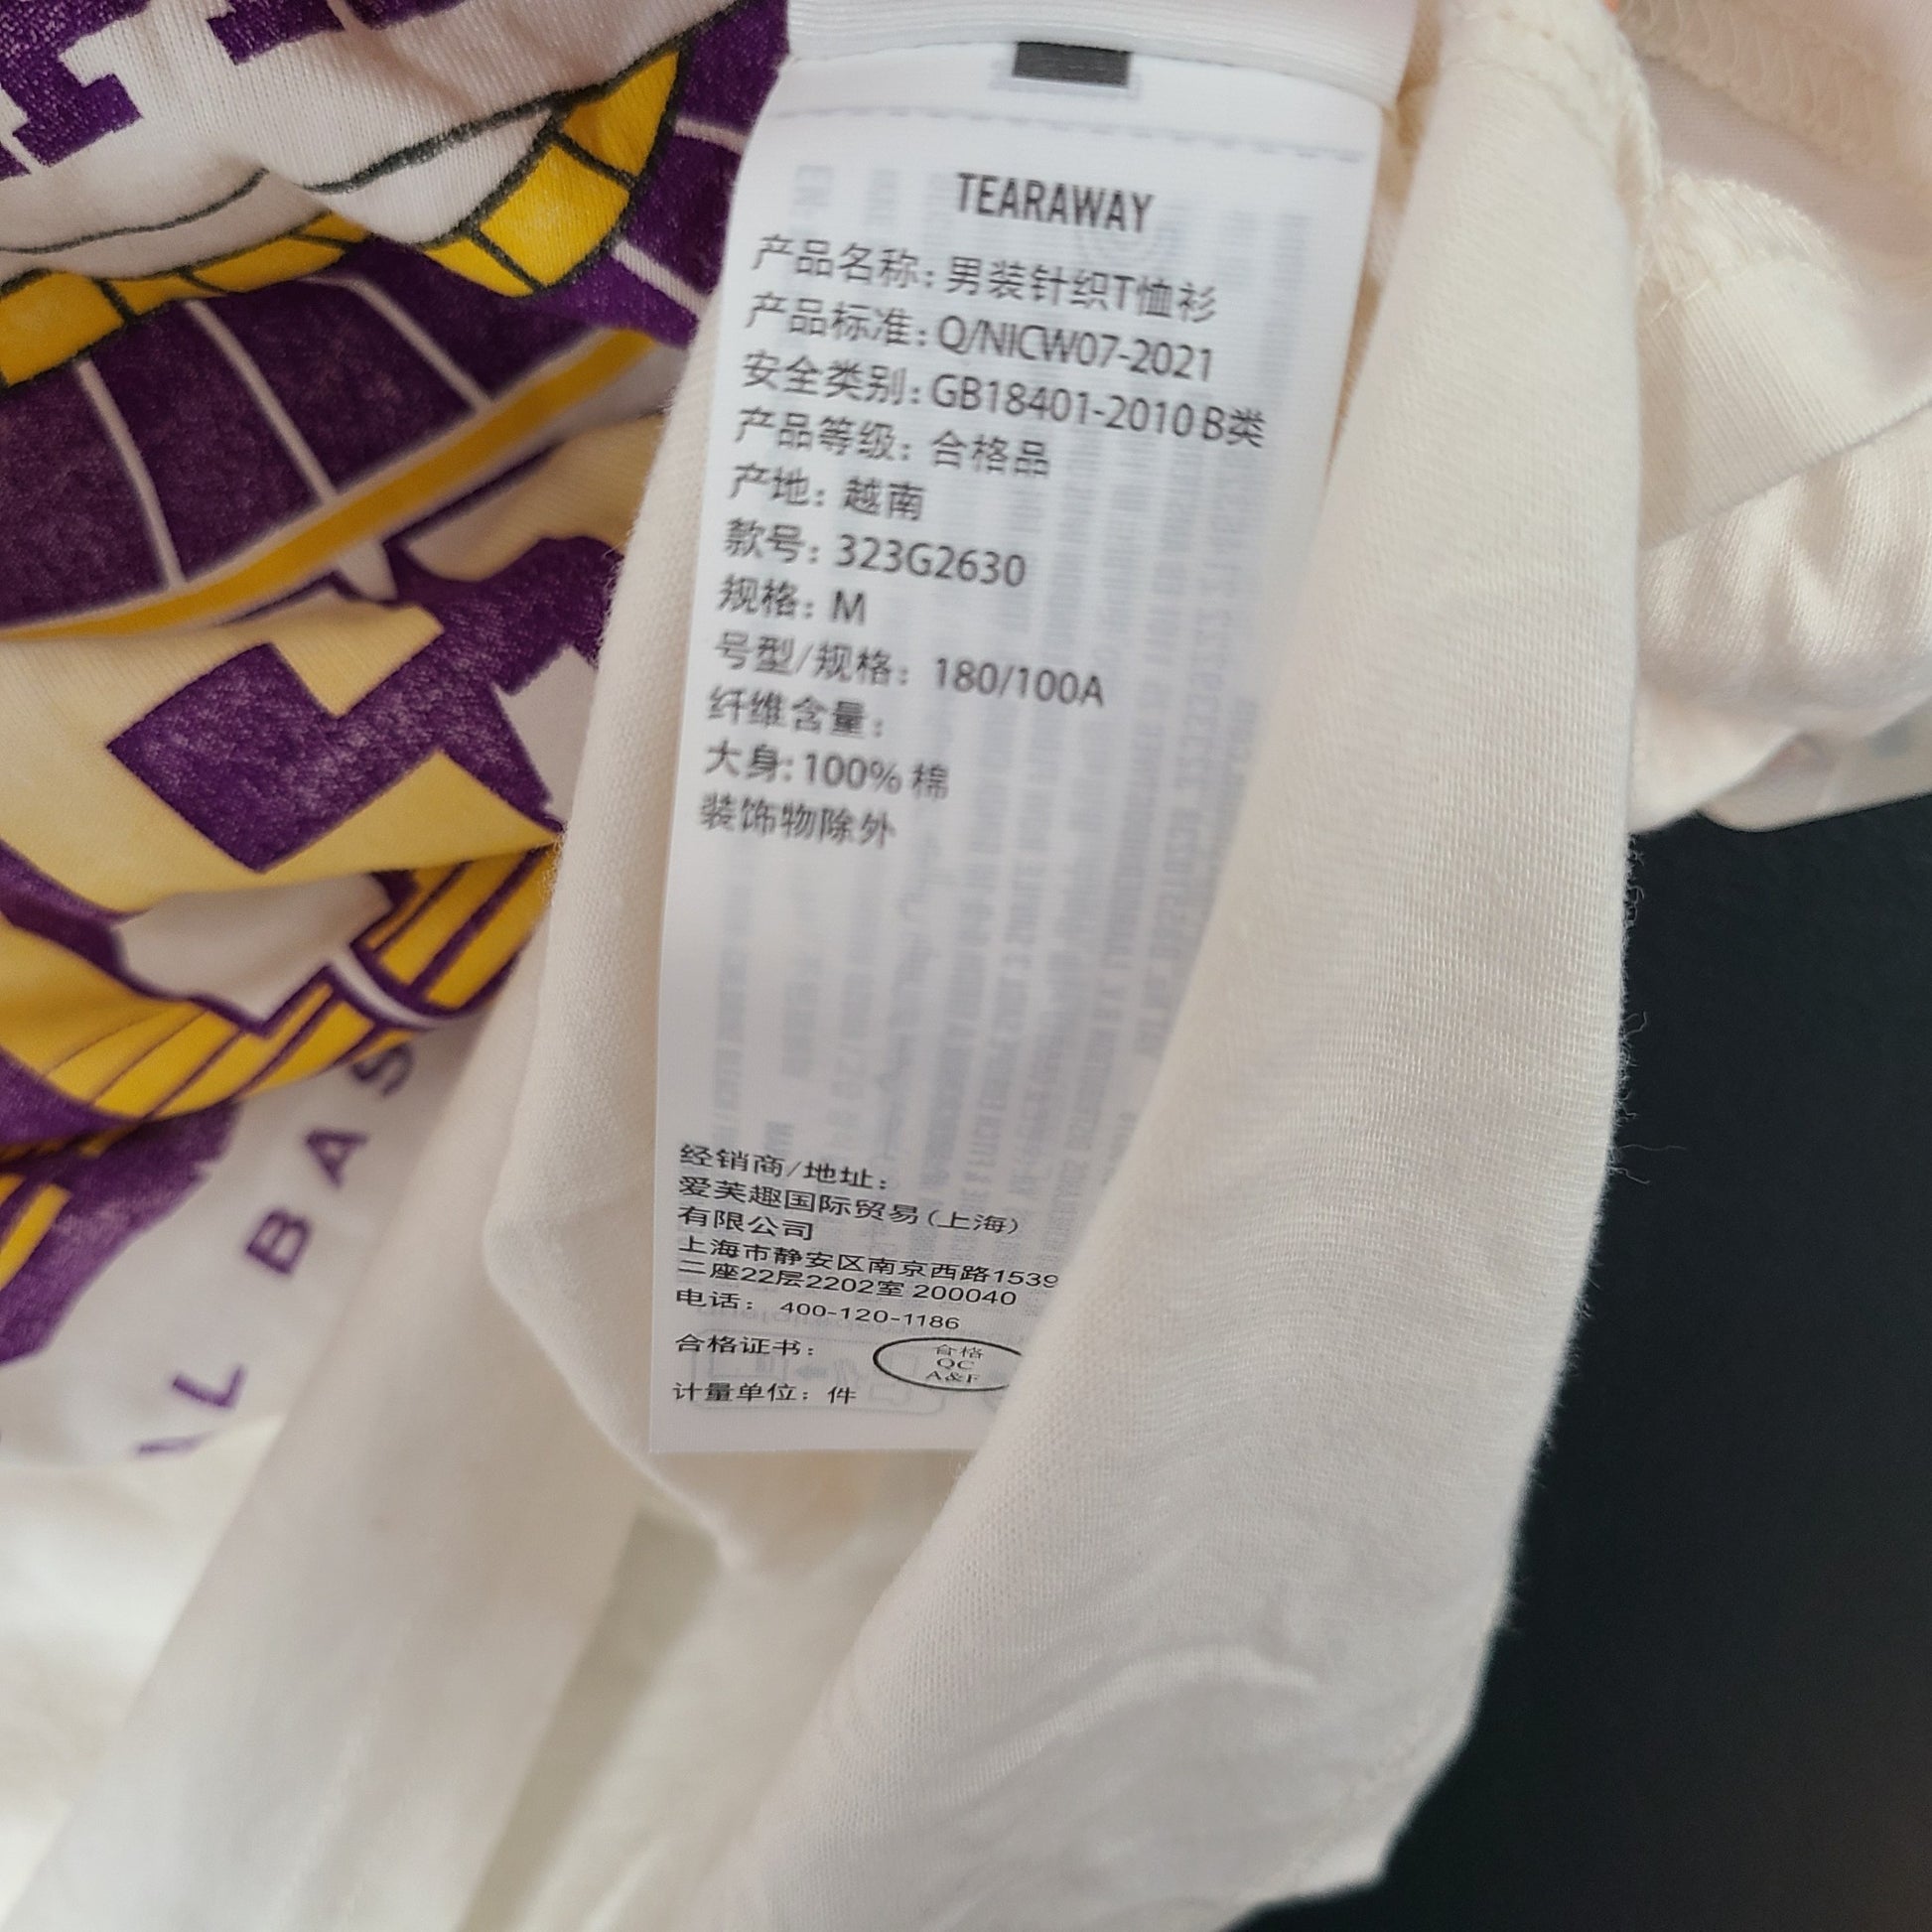 TEARAWAY
产品名称: 男装针织T恤衫
产品标准: Q/NICW07-2021
安全类别: GB18401-2010 B类
产品等级: 合格品
产地: 越南
款号: 323G2630
规格: M
号型/规格: 180/100A
纤维含量:
大身: 100% 棉
装饰物除外
经销商/地址:
爱芙趣国际贸易(上海)
有限公司
上海市静安区南京西路1539
二座22层2202室 200040
电话: 400-120-1186
合格证书:
合格
QC
A&F
计量单位: 件
L BAS